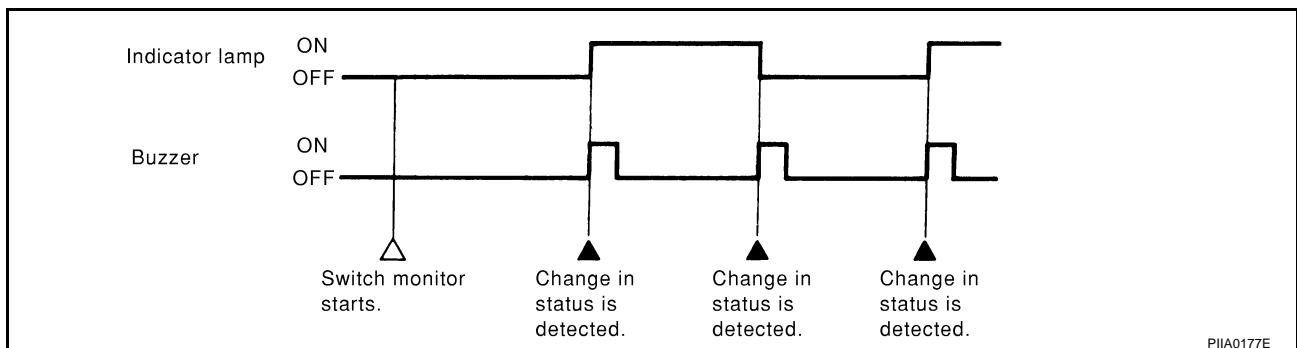 Indicator lamp
ON
OFF
Buzzer
ON
OFF
Switch monitor
starts.
Change in
status is
detected.
Change in
status is
detected.
Change in
status is
detected.
PIIA0177E